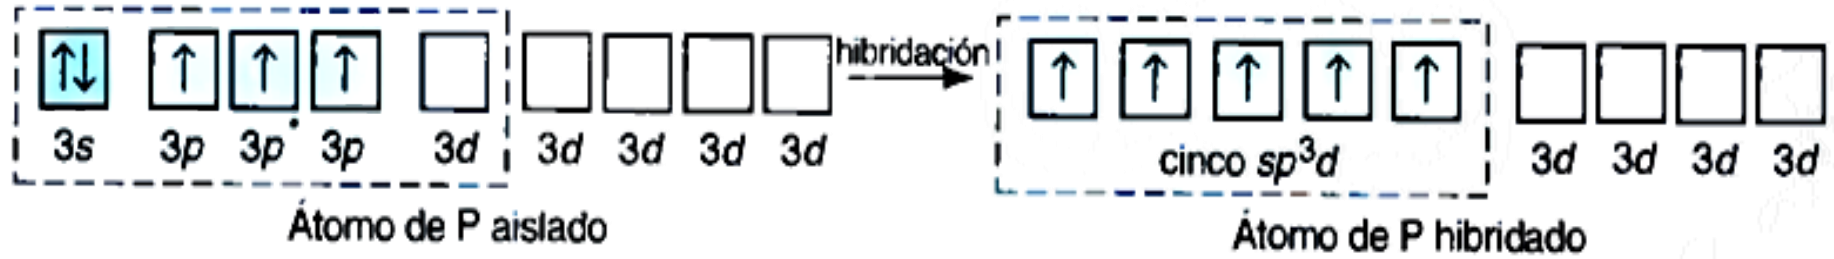 hibridación
3s 3p 3p 3p 3d 3d 3d 3d 3d
cinco sp³d 3d 3d 3d 3d
Átomo de P aislado
Átomo de P hibridado